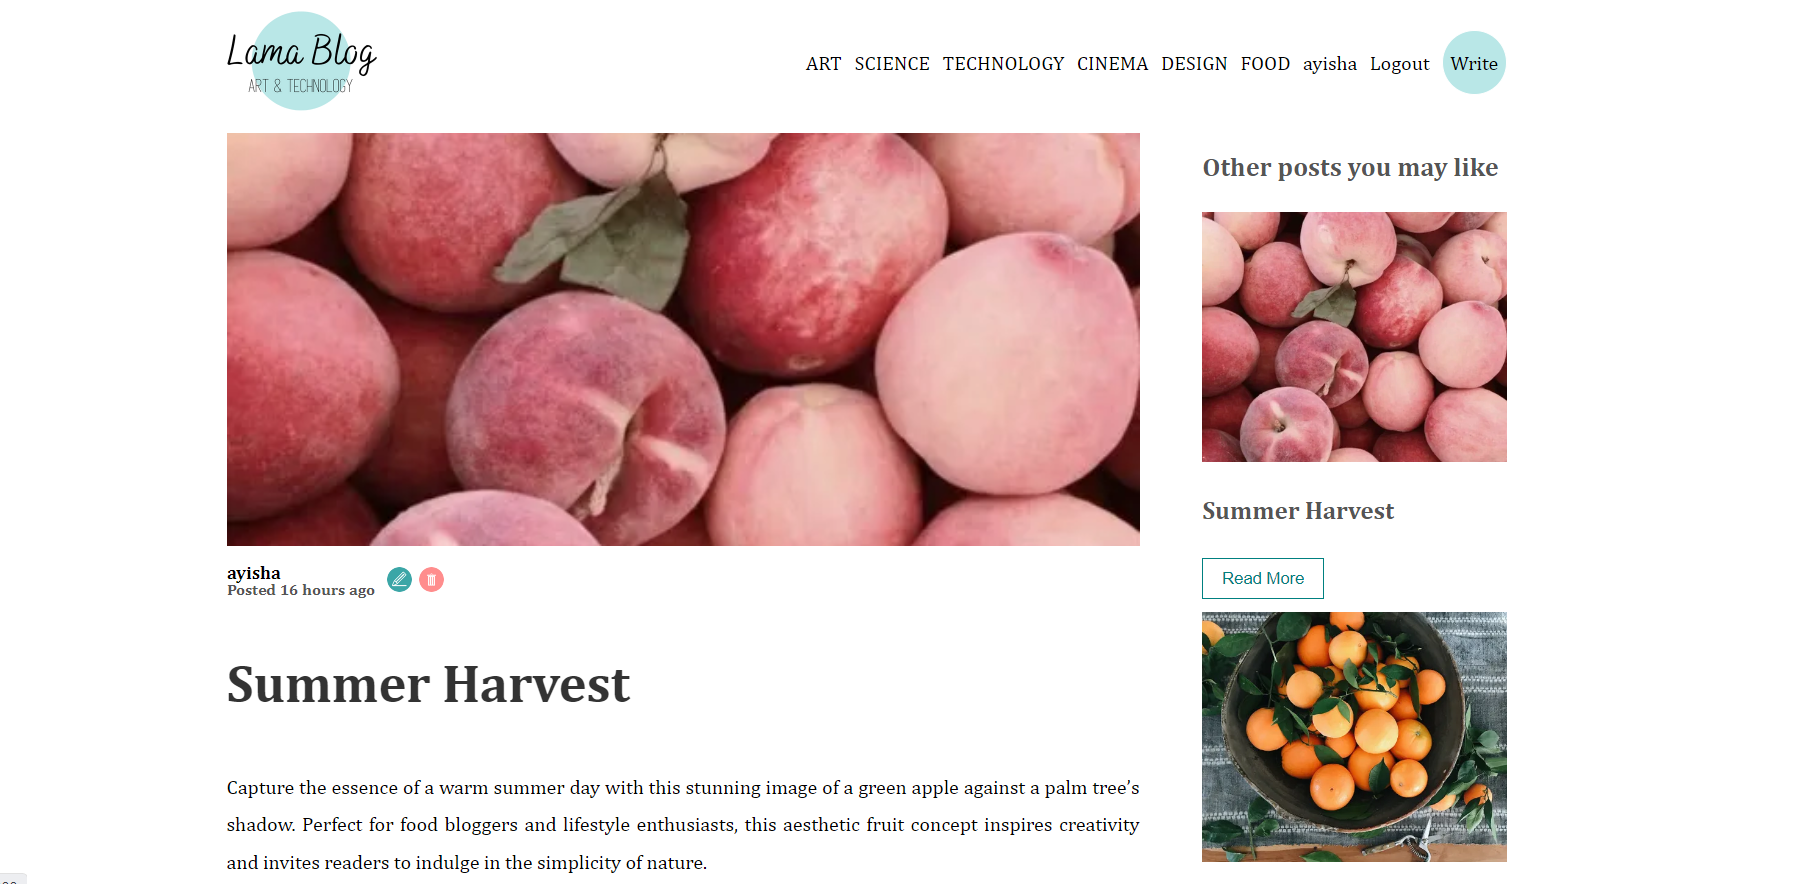 Lama Blog
ART & TECHNOLOGY
ART SCIENCE TECHNOLOGY CINEMA DESIGN FOOD ayisha Logout Write
ayisha
Posted 16 hours ago
Summer Harvest
Capture the essence of a warm summer day with this stunning image of a green apple against a palm tree’s
shadow. Perfect for food bloggers and lifestyle enthusiasts, this aesthetic fruit concept inspires creativity
and invites readers to indulge in the simplicity of nature.
Other posts you may like
Summer Harvest
Read More